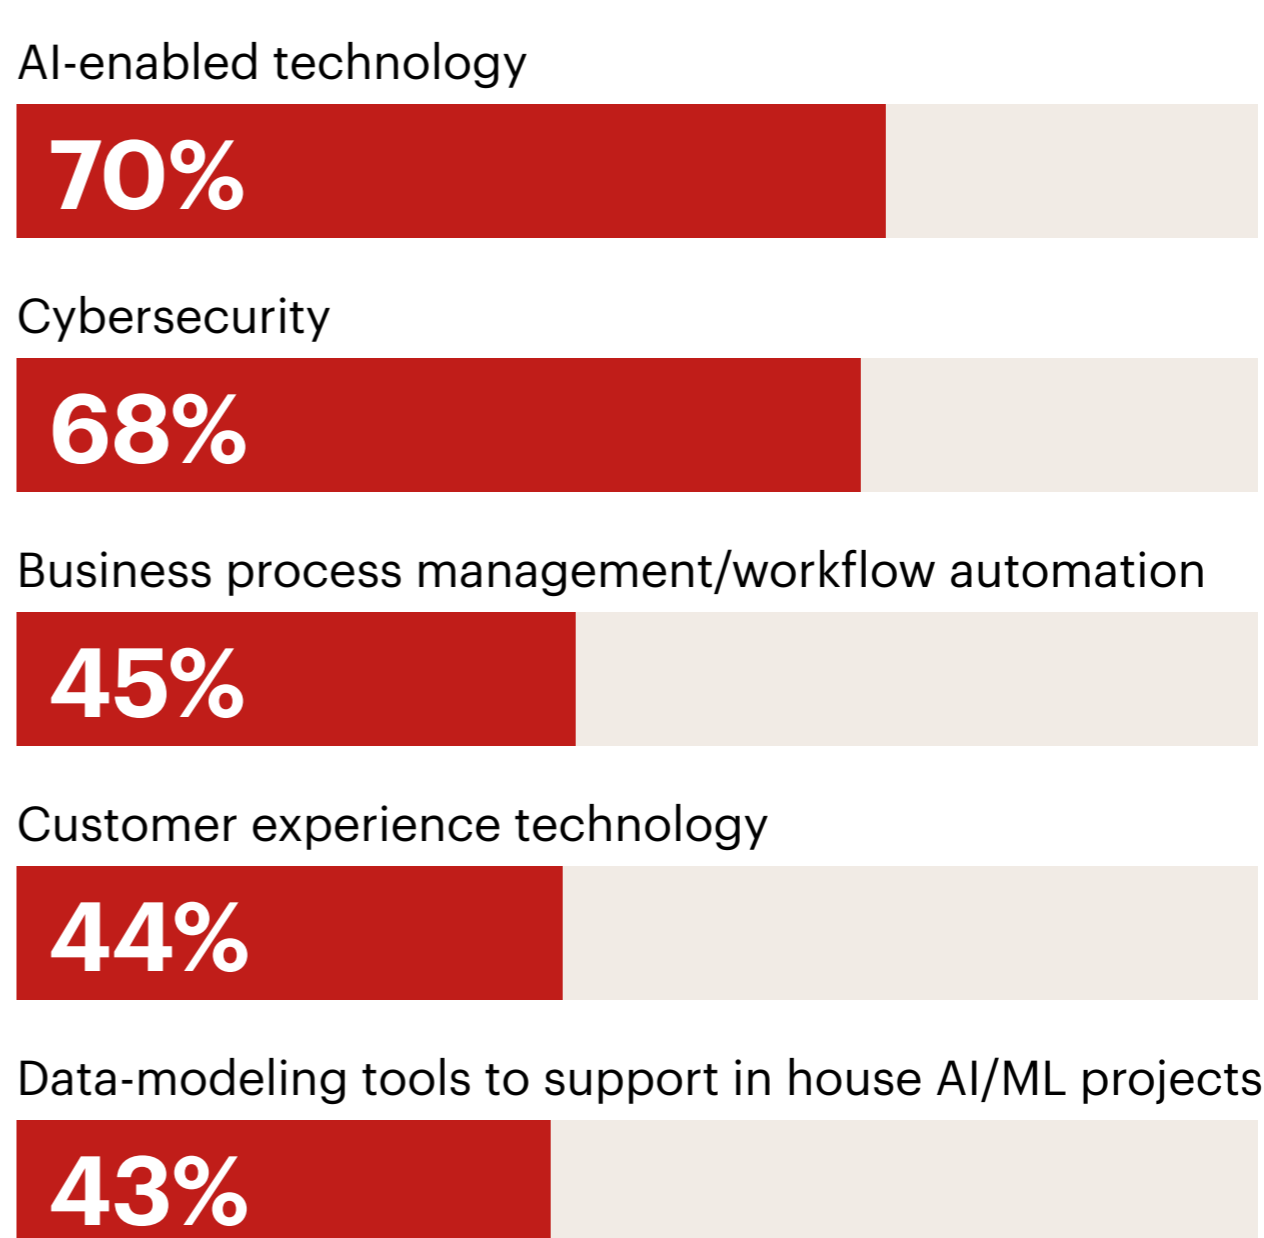 AI-enabled technology
70%
Cybersecurity
68%
Business process management/workflow automation
45%
Customer experience technology
44%
Data-modeling tools to support in house AI/ML projects
43%